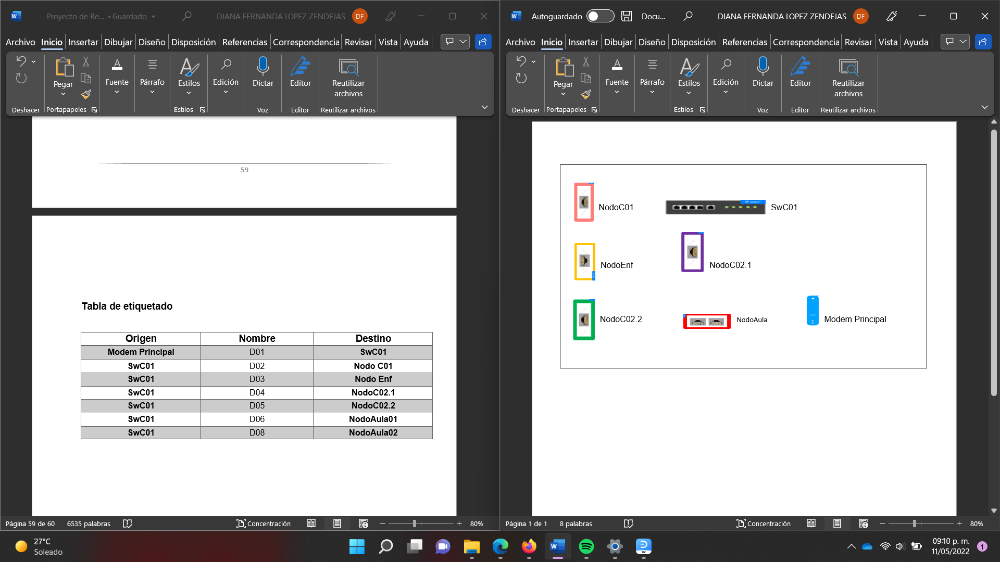 Proyecto de Re... • Guardado
DIANA FERNANDA LOPEZ ZENDEJAS
DF
Archivo Inicio Insertar Dibujar Diseño Disposición Referencias Correspondencia Revisar Vista Ayuda
Pegar
Fuente
Párrafo
Estilos
Edición
Dictar
Editor
Reutilizar
archivos
Deshacer
Portapapeles
Estilos
Voz
Editor
Reutilizar archivos
59
Tabla de etiquetado
Origen Nombre Destino
Modem Principal D01 SwC01
SwC01 D02 Nodo C01
SwC01 D03 Nodo Enf
SwC01 D04 NodoC02.1
SwC01 D05 NodoC02.2
SwC01 D06 NodoAula01
SwC01 D08 NodoAula02
Página 59 de 60
6535 palabras
Concentración
80%
Autoguardado
Docu...
DIANA FERNANDA LOPEZ ZENDEJAS
DF
Archivo Inicio Insertar Dibujar Diseño Disposición Referencias Correspondencia Revisar Vista Ayuda
Pegar
Fuente
Párrafo
Estilos
Edición
Dictar
Editor
Reutilizar
archivos
Deshacer
Portapapeles
Estilos
Voz
Editor
Reutilizar archivos
NodoC01
SwC01
NodoEnf
NodoC02.1
NodoC02.2
NodoAula
Modem Principal
Página 1 de 1
8 palabras
Concentración
80%
27°C
Soleado
09:10 p. m.
11/05/2022
1